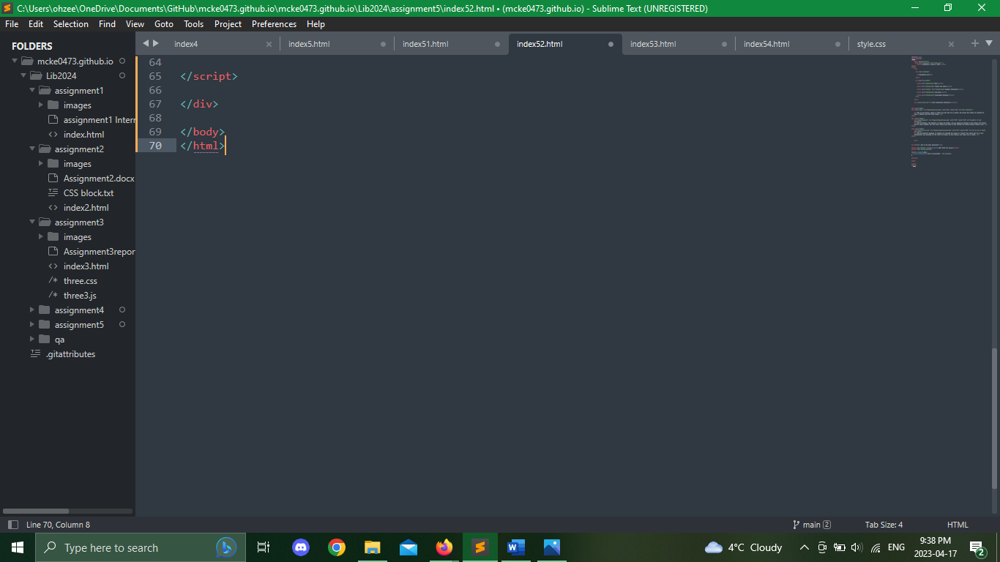 C:\Users\ohzee\OneDrive\Documents\GitHub\mcke0473.github.io\mcke0473.github.io\Lib2024\assignment5\index52.html • (mcke0473.github.io) - Sublime Text (UNREGISTERED)
File Edit Selection Find View Goto Tools Project Preferences Help
FOLDERS
mcke0473.github.io
Lib2024
assignment1
images
assignment1 Intern
index.html
assignment2
images
Assignment2.docx
CSS block.txt
index2.html
assignment3
images
Assignment3repor
index3.html
three.css
three3.js
assignment4
assignment5
qa
.gitattributes
index4 index5.html index51.html index52.html index53.html index54.html style.css
64
65 </script>
66
67 </div>
68
69 </body>
70 </html>
Line 70, Column 8 main 2 Tab Size: 4 HTML
Type here to search 4°C Cloudy ENG 9:38 PM
2023-04-17 2